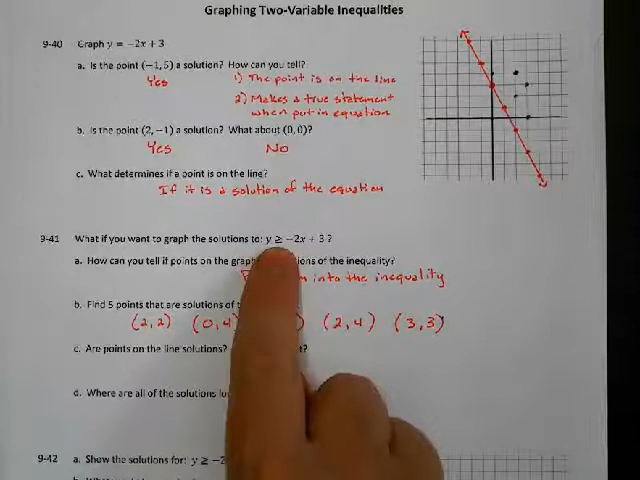 Graphing Two-Variable Inequalities
9-40 Graph y = −2x + 3
a. Is the point (−1, 5) a solution? How can you tell?
Yes 1) The point is on the line
2) Makes a true statement
when put in equation
b. Is the point (2, −1) a solution? What about (0, 0)?
Yes No
c. What determines if a point is on the line?
If it is a solution of the equation
9-41 What if you want to graph the solutions to: y ≥ −2x + 3 ?
a. How can you tell if points on the graph of the inequality?
into the inequality
b. Find 5 points that are solutions of
(2, 2) (0, 4) ) (2, 4) (3, 3)
c. Are points on the line solutions?
d. Where are all of the solutions
9-42 a. Show the solutions for: y ≥ −2